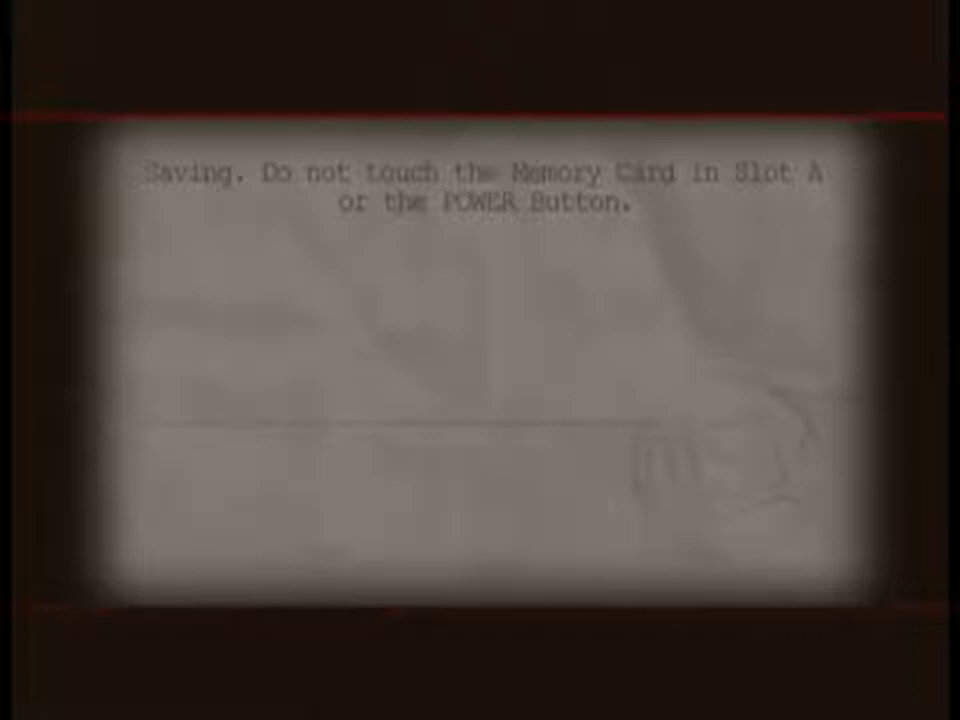 Saving. Do not touch the Memory Card in Slot A
or the POWER Button.